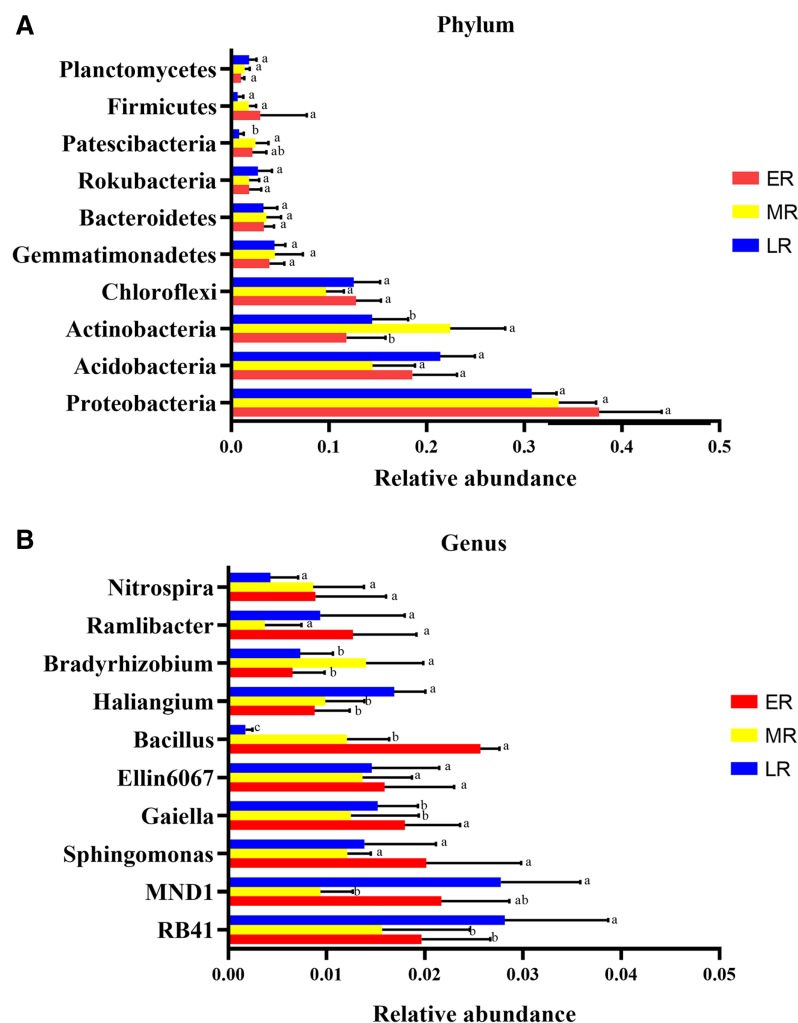 A
Phylum
Planctomycetes
a
a
a
Firmicutes
a
a
a
Patescibacteria
b
a
ab
Rokubacteria
a
a
a
Bacteroidetes
a
a
a
Gemmatimonadetes
a
a
a
Chloroflexi
a
a
a
Actinobacteria
b
a
b
Acidobacteria
a
a
a
Proteobacteria
a
a
a
ER
MR
LR
0.0 0.1 0.2 0.3 0.4 0.5
Relative abundance
B
Genus
Nitrospira
a
a
a
Ramlibacter
a
a
a
Bradyrhizobium
b
a
b
Haliangium
a
b
b
Bacillus
c
b
a
Ellin6067
a
a
a
Gaiella
b
b
a
Sphingomonas
a
a
a
MND1
a
b
ab
RB41
a
b
b
ER
MR
LR
0.00 0.01 0.02 0.03 0.04 0.05
Relative abundance